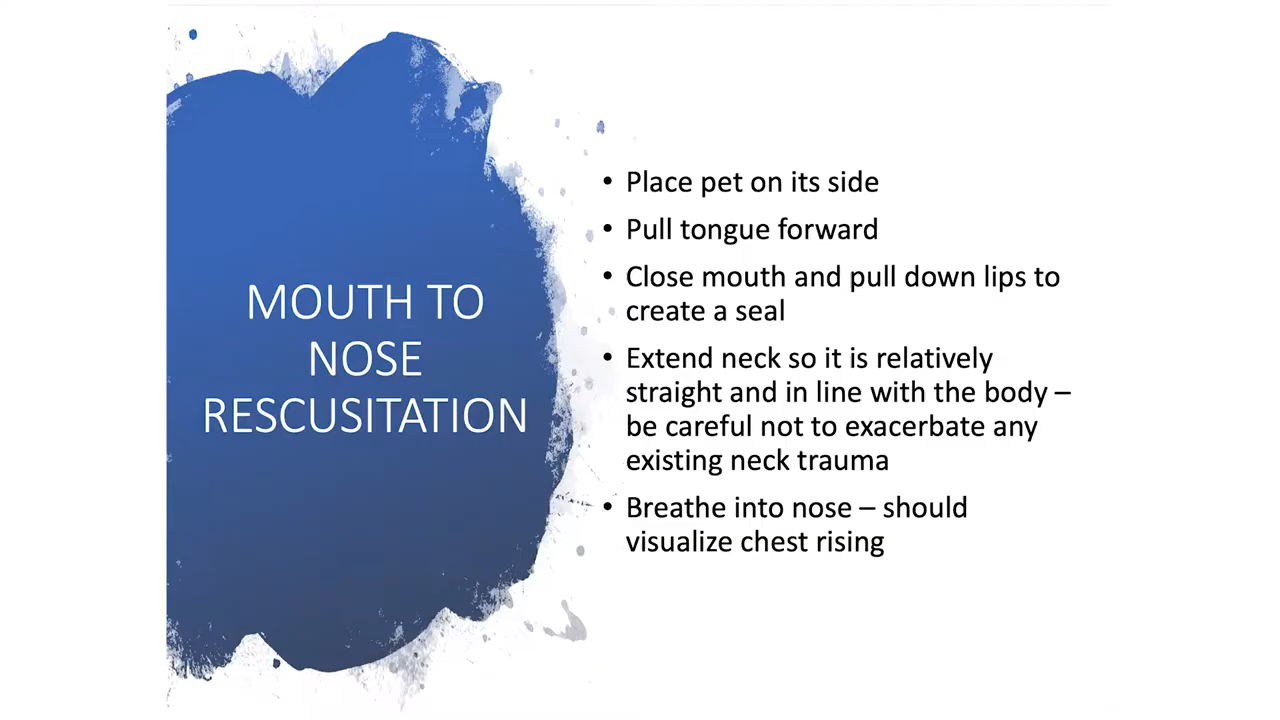 MOUTH TO
NOSE
RESCUSITATION
• Place pet on its side
• Pull tongue forward
• Close mouth and pull down lips to
create a seal
• Extend neck so it is relatively
straight and in line with the body –
be careful not to exacerbate any
existing neck trauma
• Breathe into nose – should
visualize chest rising